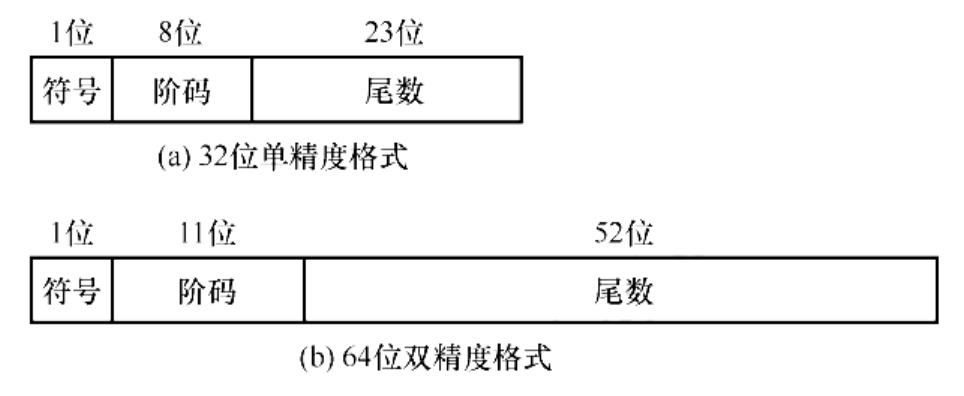 1位 8位 23位
符号 阶码 尾数
(a) 32位单精度格式
1位 11位 52位
符号 阶码 尾数
(b) 64位双精度格式